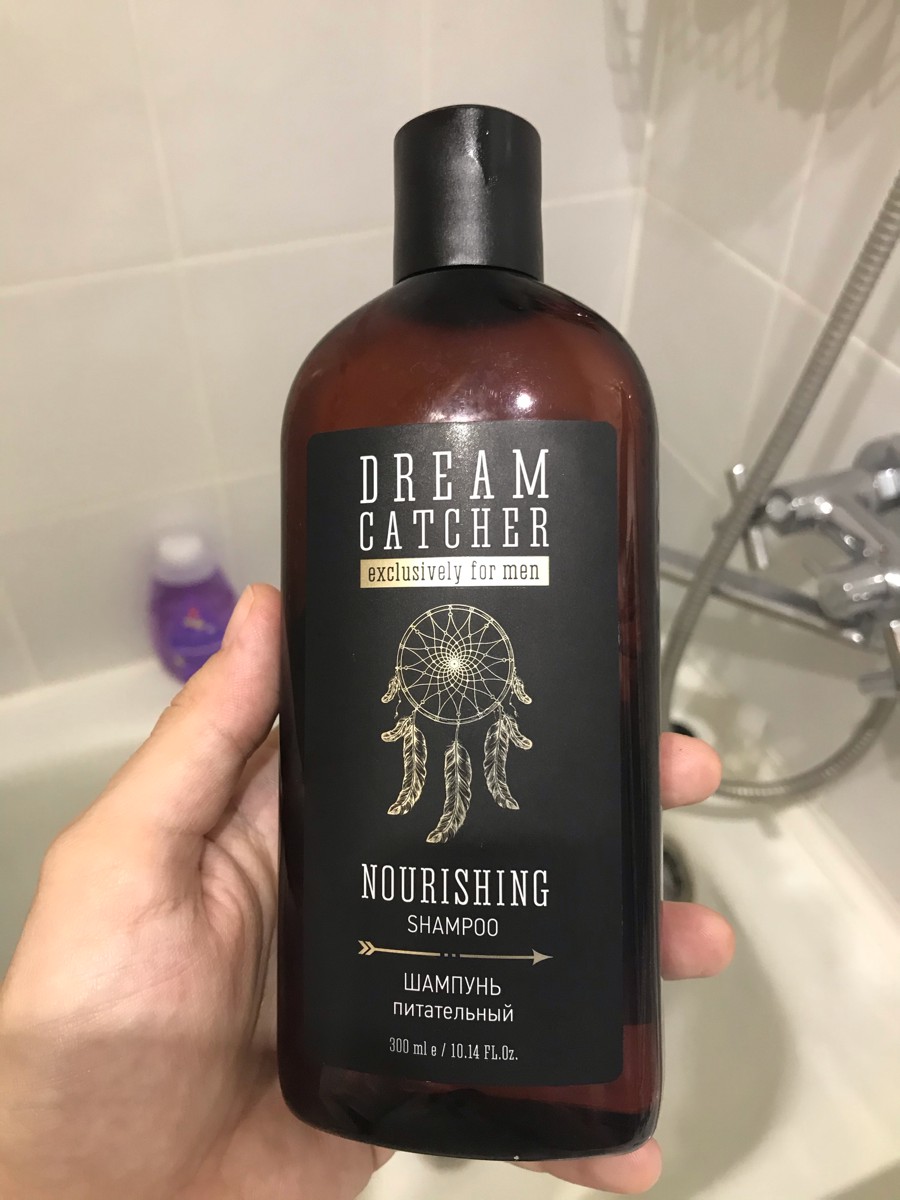 DREAM
CATCHER
exclusively for men
NOURISHING
SHAMPOO
ШАМПУНЬ
питательный
300 ml e / 10.14 FL.Oz.